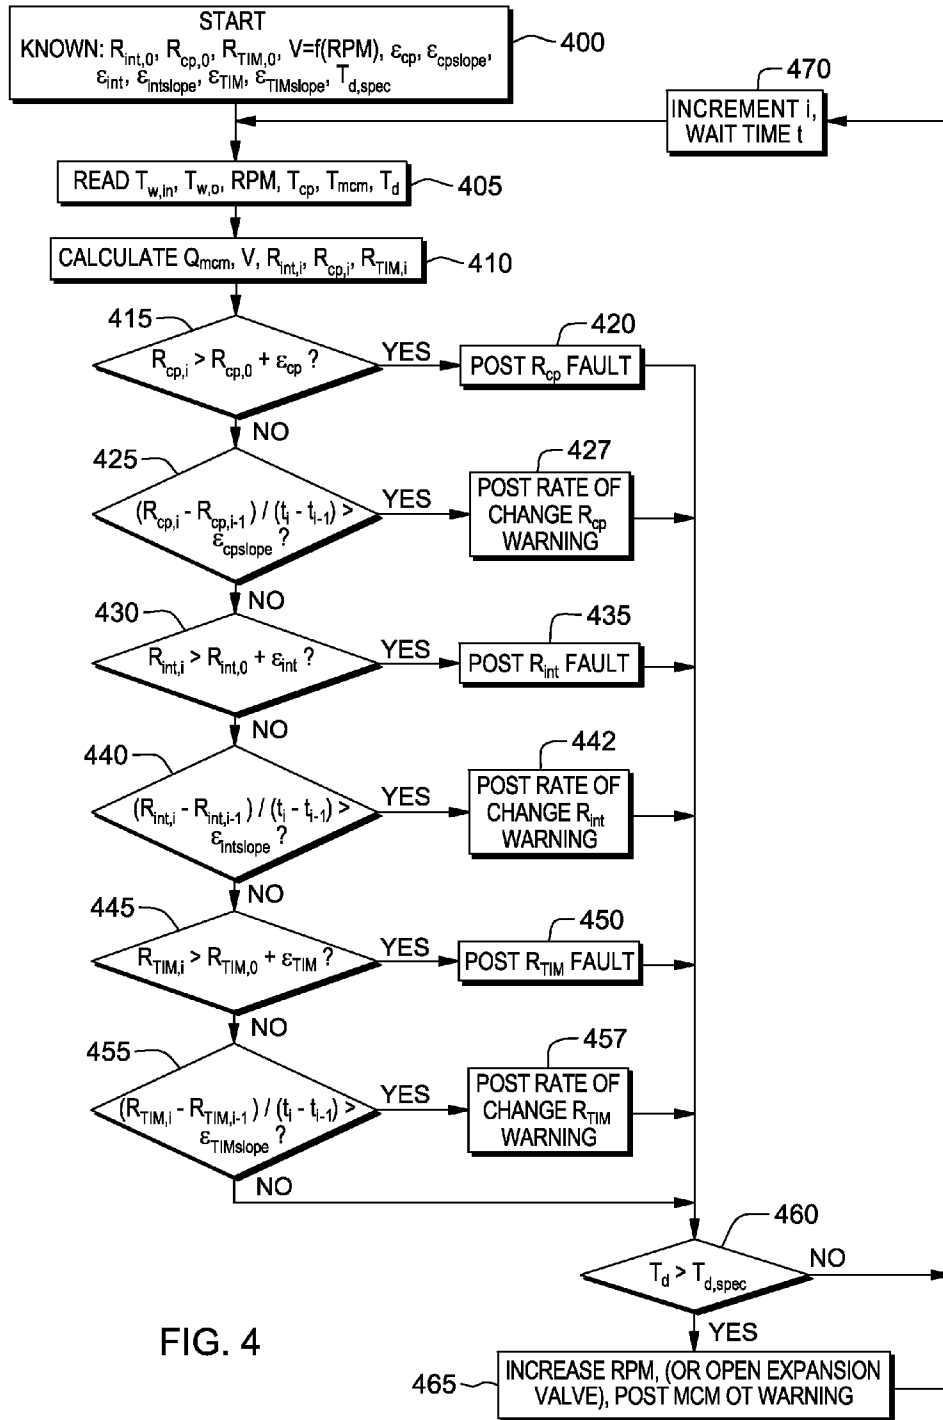 START
KNOWN: R_int,0, R_cp,0, R_TIM,0, V=f(RPM), ε_cp, ε_cpslope,
ε_int, ε_intslope, ε_TIM, ε_TIMslope, T_d,spec
400
470
INCREMENT i,
WAIT TIME t
READ T_w,in, T_w,o, RPM, T_cp, T_mcm, T_d
405
CALCULATE Q_mcm, V, R_int,i, R_cp,i, R_TIM,i
410
415
R_cp,i > R_cp,0 + ε_cp ?
YES
420
POST R_cp FAULT
NO
425
(R_cp,i - R_cp,i-1) / (t_i - t_i-1) >
ε_cpslope ?
YES
427
POST RATE OF
CHANGE R_cp
WARNING
NO
430
R_int,i > R_int,0 + ε_int ?
YES
435
POST R_int FAULT
NO
440
(R_int,i - R_int,i-1) / (t_i - t_i-1) >
ε_intslope ?
YES
442
POST RATE OF
CHANGE R_int
WARNING
NO
445
R_TIM,i > R_TIM,0 + ε_TIM ?
YES
450
POST R_TIM FAULT
NO
455
(R_TIM,i - R_TIM,i-1) / (t_i - t_i-1) >
ε_TIMslope ?
YES
457
POST RATE OF
CHANGE R_TIM
WARNING
NO
460
T_d > T_d,spec
NO
YES
465
INCREASE RPM, (OR OPEN EXPANSION
VALVE), POST MCM OT WARNING
FIG. 4